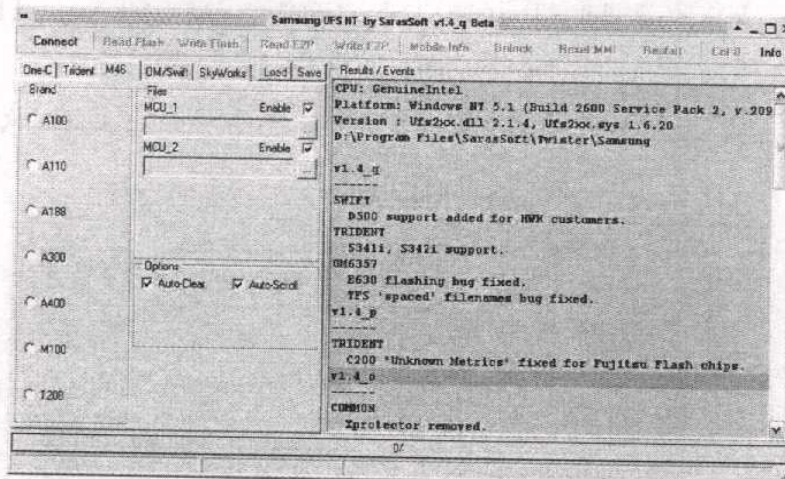 Samsung UFS NT by SarasSoft v1.4_q Beta
Connect Read Flash Write Flash Read E2P Write E2P Mobile Info Unlock Reset MMI Info
One-C Trident M46 OM/Swift SkyWorks Load Save
Brand
A100
A110
A188
A300
A400
M100
T208
Files
MCU_1 Enable
...
MCU_2 Enable
...
Options
Auto-Clear Auto-Scroll
Results / Events
CPU: GenuineIntel
Platform: Windows NT 5.1 (Build 2600 Service Pack 2, v.209
Version : Ufs2xx.dll 2.1.4, Ufs2xx.sys 1.6.20
D:\Program Files\SarasSoft\Twister\Samsung
v1.4_q
------
SWIFT
D500 support added for HWK customers.
TRIDENT
S341i, S342i support.
OM6357
E630 flashing bug fixed.
TFS 'spaced' filenames bug fixed.
v1.4_p
------
TRIDENT
C200 "Unknown Metrics" fixed for Fujitsu Flash chips.
v1.4_o
------
COMMON
Xprotector removed.
0%